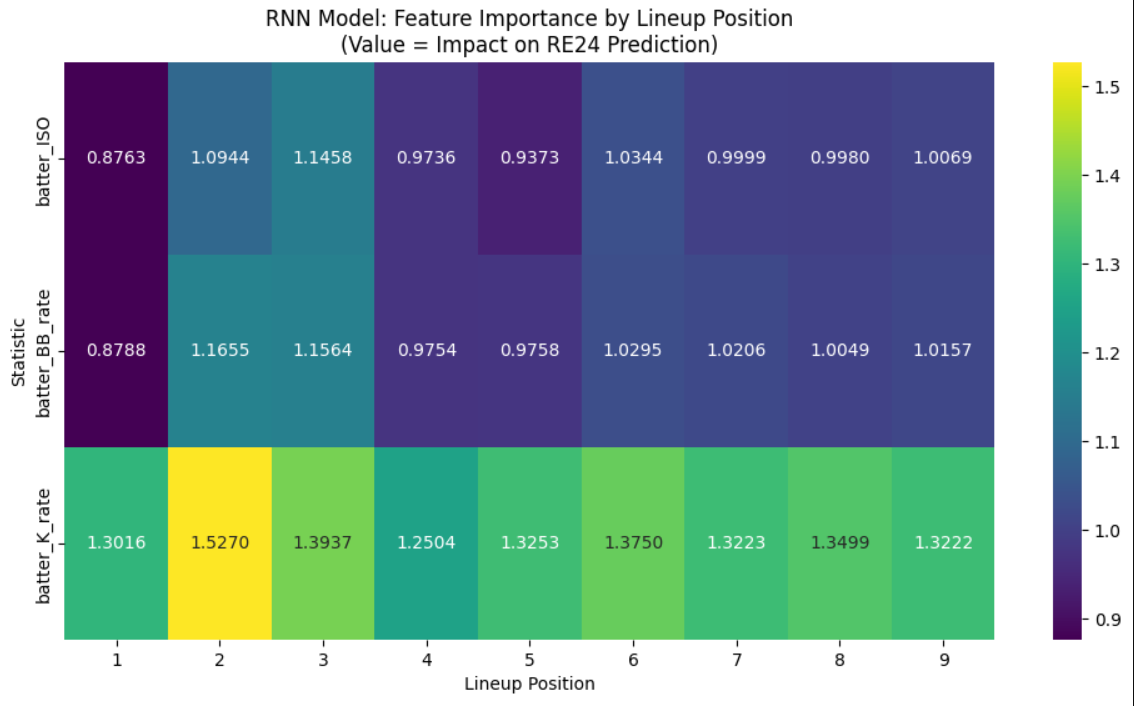 RNN Model: Feature Importance by Lineup Position
(Value = Impact on RE24 Prediction)
Statistic
batter_ISO
0.8763 1.0944 1.1458 0.9736 0.9373 1.0344 0.9999 0.9980 1.0069
batter_BB_rate
0.8788 1.1655 1.1564 0.9754 0.9758 1.0295 1.0206 1.0049 1.0157
batter_K_rate
1.3016 1.5270 1.3937 1.2504 1.3253 1.3750 1.3223 1.3499 1.3222
1 2 3 4 5 6 7 8 9
Lineup Position
1.5
1.4
1.3
1.2
1.1
1.0
0.9